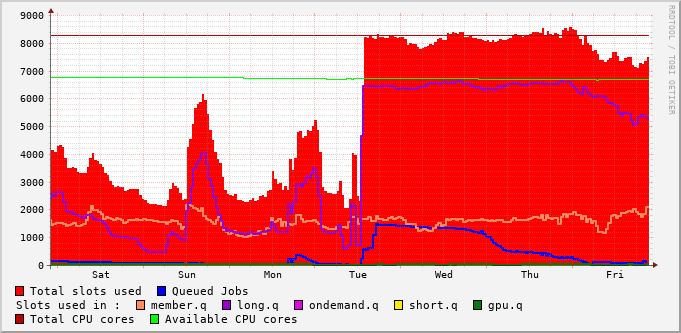 9000
8000
7000
6000
5000
4000
3000
2000
1000
0
Sat Sun Mon Tue Wed Thu Fri
RRDTOOL / TOBI OETIKER
Total slots used Queued Jobs
Slots used in : member.q long.q ondemand.q short.q gpu.q
Total CPU cores Available CPU cores